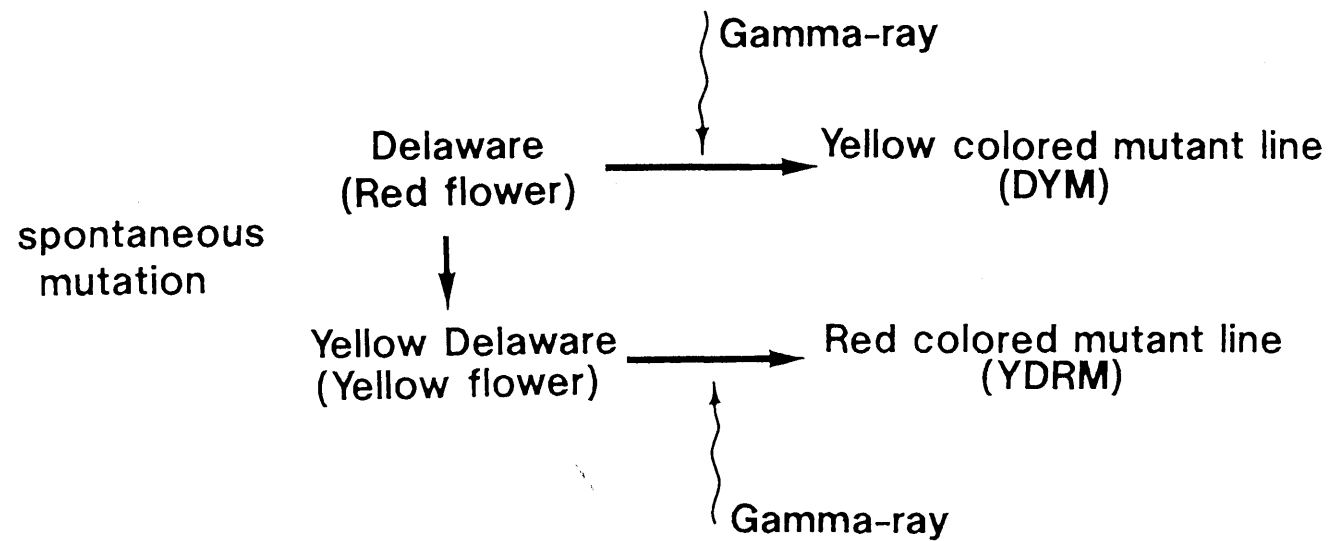 Gamma-ray
Delaware
(Red flower)
Yellow colored mutant line
(DYM)
spontaneous
mutation
Yellow Delaware
(Yellow flower)
Red colored mutant line
(YDRM)
Gamma-ray